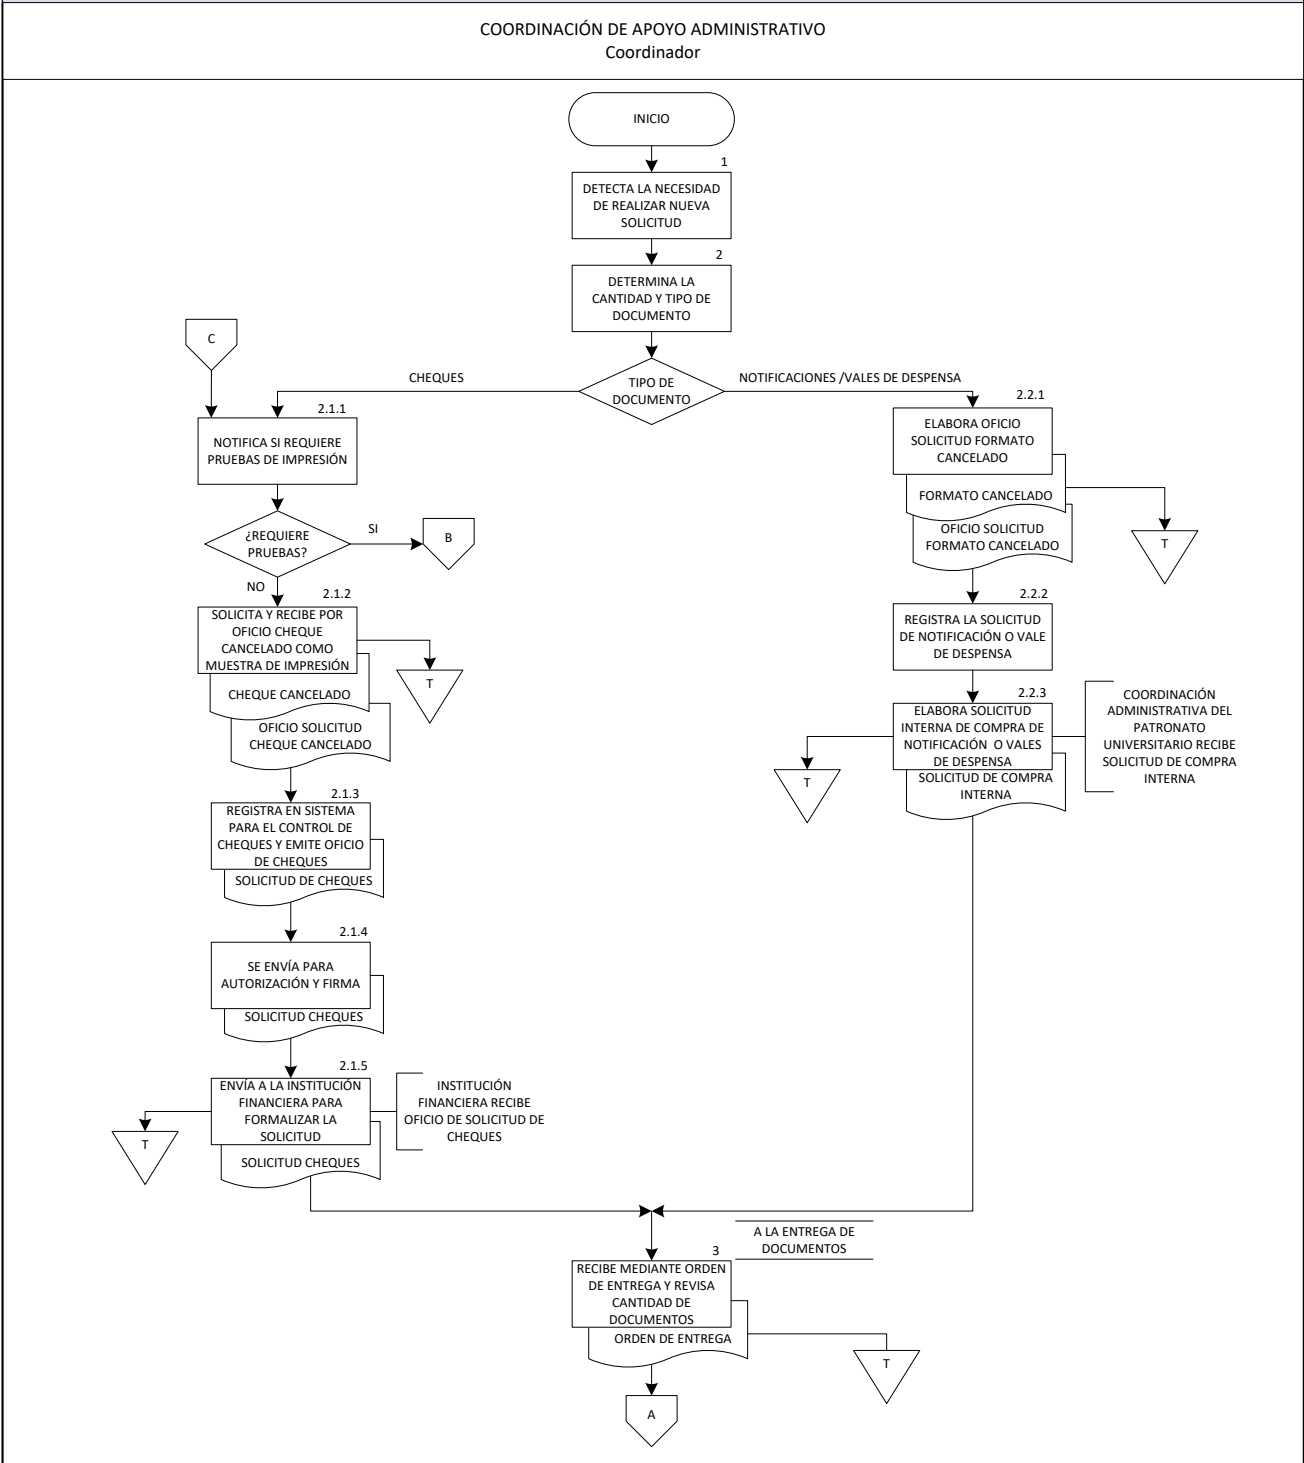 COORDINACIÓN DE APOYO ADMINISTRATIVO
Coordinador
INICIO
1
DETECTA LA NECESIDAD
DE REALIZAR NUEVA
SOLICITUD
2
DETERMINA LA
CANTIDAD Y TIPO DE
DOCUMENTO
TIPO DE
DOCUMENTO
CHEQUES
C
2.1.1
NOTIFICA SI REQUIERE
PRUEBAS DE IMPRESIÓN
¿REQUIERE
PRUEBAS?
SI
B
NO
2.1.2
SOLICITA Y RECIBE POR
OFICIO CHEQUE
CANCELADO COMO
MUESTRA DE IMPRESIÓN
T
CHEQUE CANCELADO
OFICIO SOLICITUD
CHEQUE CANCELADO
2.1.3
REGISTRA EN SISTEMA
PARA EL CONTROL DE
CHEQUES Y EMITE OFICIO
DE CHEQUES
SOLICITUD DE CHEQUES
2.1.4
SE ENVÍA PARA
AUTORIZACIÓN Y FIRMA
SOLICITUD CHEQUES
2.1.5
ENVÍA A LA INSTITUCIÓN
FINANCIERA PARA
FORMALIZAR LA
SOLICITUD
T
SOLICITUD CHEQUES
INSTITUCIÓN
FINANCIERA RECIBE
OFICIO DE SOLICITUD DE
CHEQUES
NOTIFICACIONES /VALES DE DESPENSA
2.2.1
ELABORA OFICIO
SOLICITUD FORMATO
CANCELADO
FORMATO CANCELADO
OFICIO SOLICITUD
FORMATO CANCELADO
T
2.2.2
REGISTRA LA SOLICITUD
DE NOTIFICACIÓN O VALE
DE DESPENSA
2.2.3
ELABORA SOLICITUD
INTERNA DE COMPRA DE
NOTIFICACIÓN O VALES
DE DESPENSA
SOLICITUD DE COMPRA
INTERNA
T
COORDINACIÓN
ADMINISTRATIVA DEL
PATRONATO
UNIVERSITARIO RECIBE
SOLICITUD DE COMPRA
INTERNA
A LA ENTREGA DE
DOCUMENTOS
3
RECIBE MEDIANTE ORDEN
DE ENTREGA Y REVISA
CANTIDAD DE
DOCUMENTOS
ORDEN DE ENTREGA
T
A